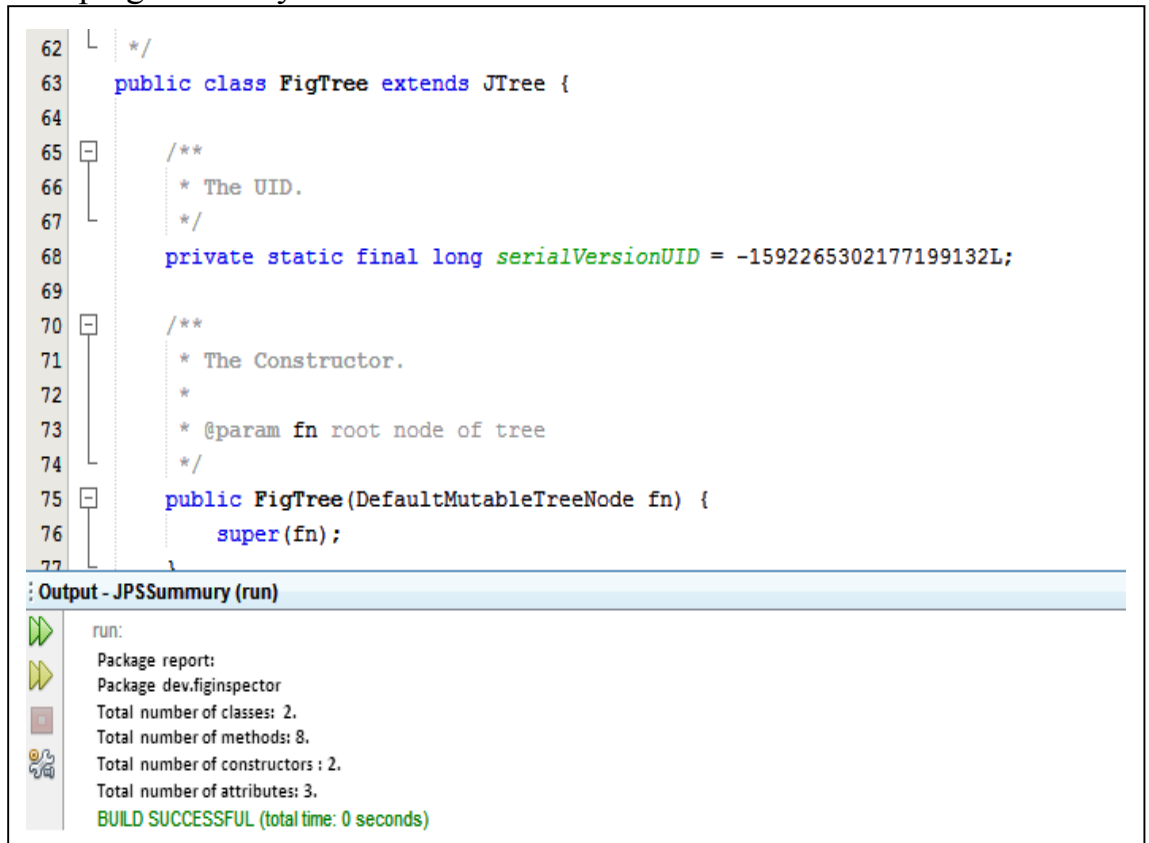 62 */
63 public class FigTree extends JTree {
64
65 /**
66 * The UID.
67 */
68 private static final long serialVersionUID = -1592265302177199132L;
69
70 /**
71 * The Constructor.
72 *
73 * @param fn root node of tree
74 */
75 public FigTree(DefaultMutableTreeNode fn) {
76 super(fn);
77 }
Output - JPSSummury (run)
run:
Package report:
Package dev.figinspector
Total number of classes: 2.
Total number of methods: 8.
Total number of constructors : 2.
Total number of attributes: 3.
BUILD SUCCESSFUL (total time: 0 seconds)